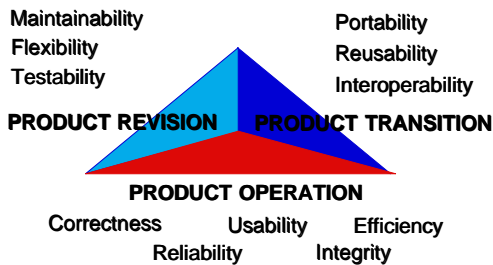 Maintainability
Flexibility
Testability
Portability
Reusability
Interoperability
PRODUCT REVISION
PRODUCT TRANSITION
PRODUCT OPERATION
Correctness Usability Efficiency
Reliability Integrity